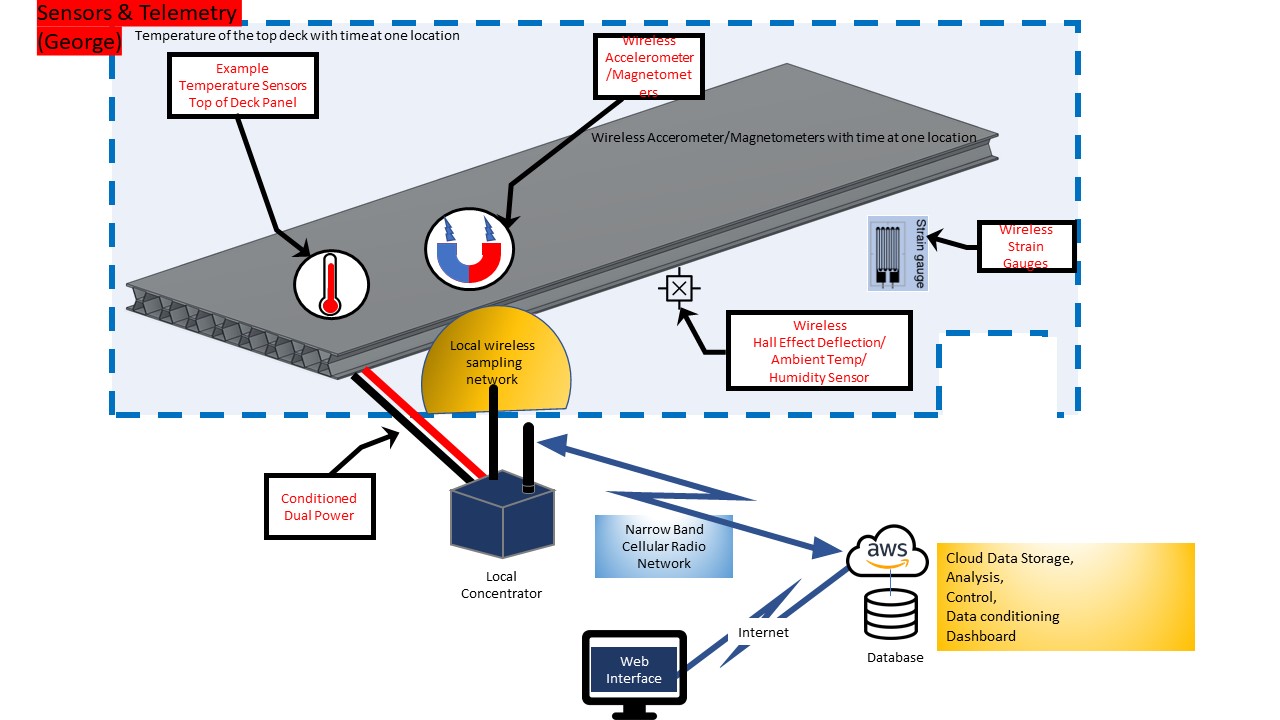 Sensors & Telemetry
(George)
Temperature of the top deck with time at one location
Example
Temperature Sensors
Top of Deck Panel
Wireless
Accelerometer
/Magnetomet
ers
Wireless Accerometer/Magnetometers with time at one location
Strain gauge
Wireless
Strain
Gauges
Wireless
Hall Effect Deflection/
Ambient Temp/
Humidity Sensor
Local wireless
sampling
network
Conditioned
Dual Power
Local
Concentrator
Narrow Band
Cellular Radio
Network
aws
Cloud Data Storage,
Analysis,
Control,
Data conditioning
Dashboard
Database
Internet
Web
Interface